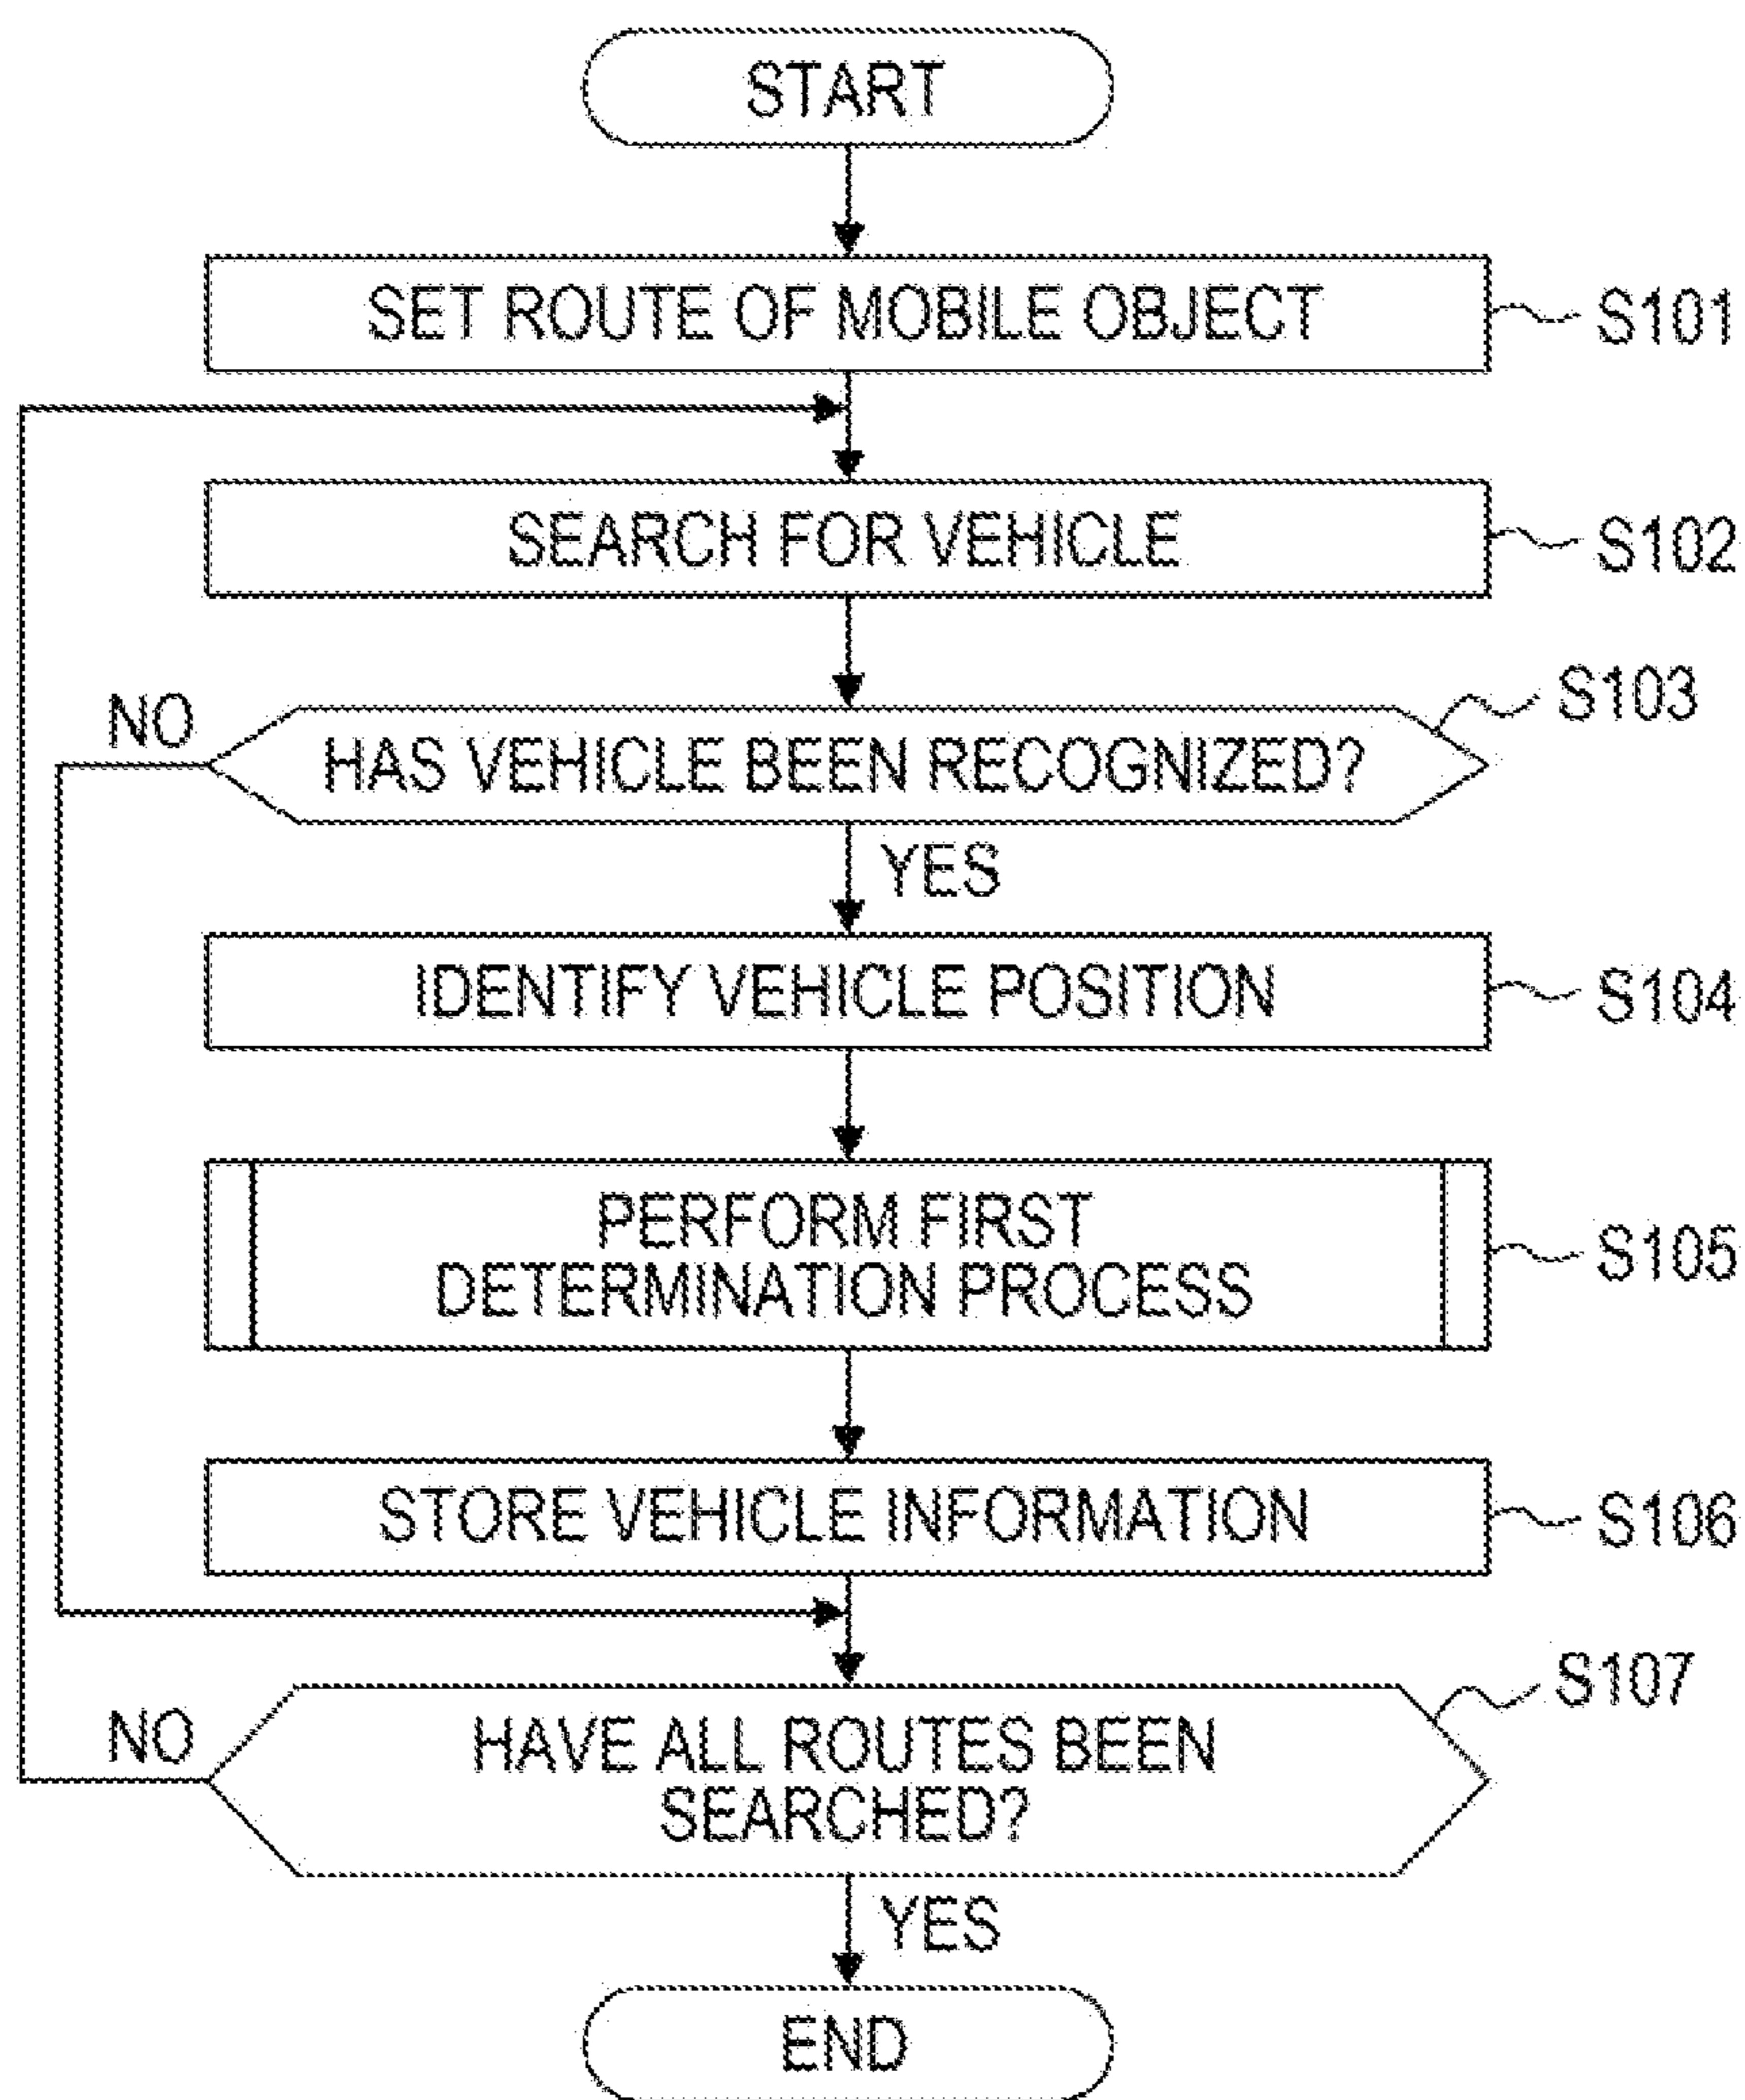 START
SET ROUTE OF MOBILE OBJECT
S101
SEARCH FOR VEHICLE
S102
S103
NO
HAS VEHICLE BEEN RECOGNIZED?
YES
IDENTIFY VEHICLE POSITION
S104
PERFORM FIRST
DETERMINATION PROCESS
S105
STORE VEHICLE INFORMATION
S106
S107
NO
HAVE ALL ROUTES BEEN
SEARCHED?
YES
END